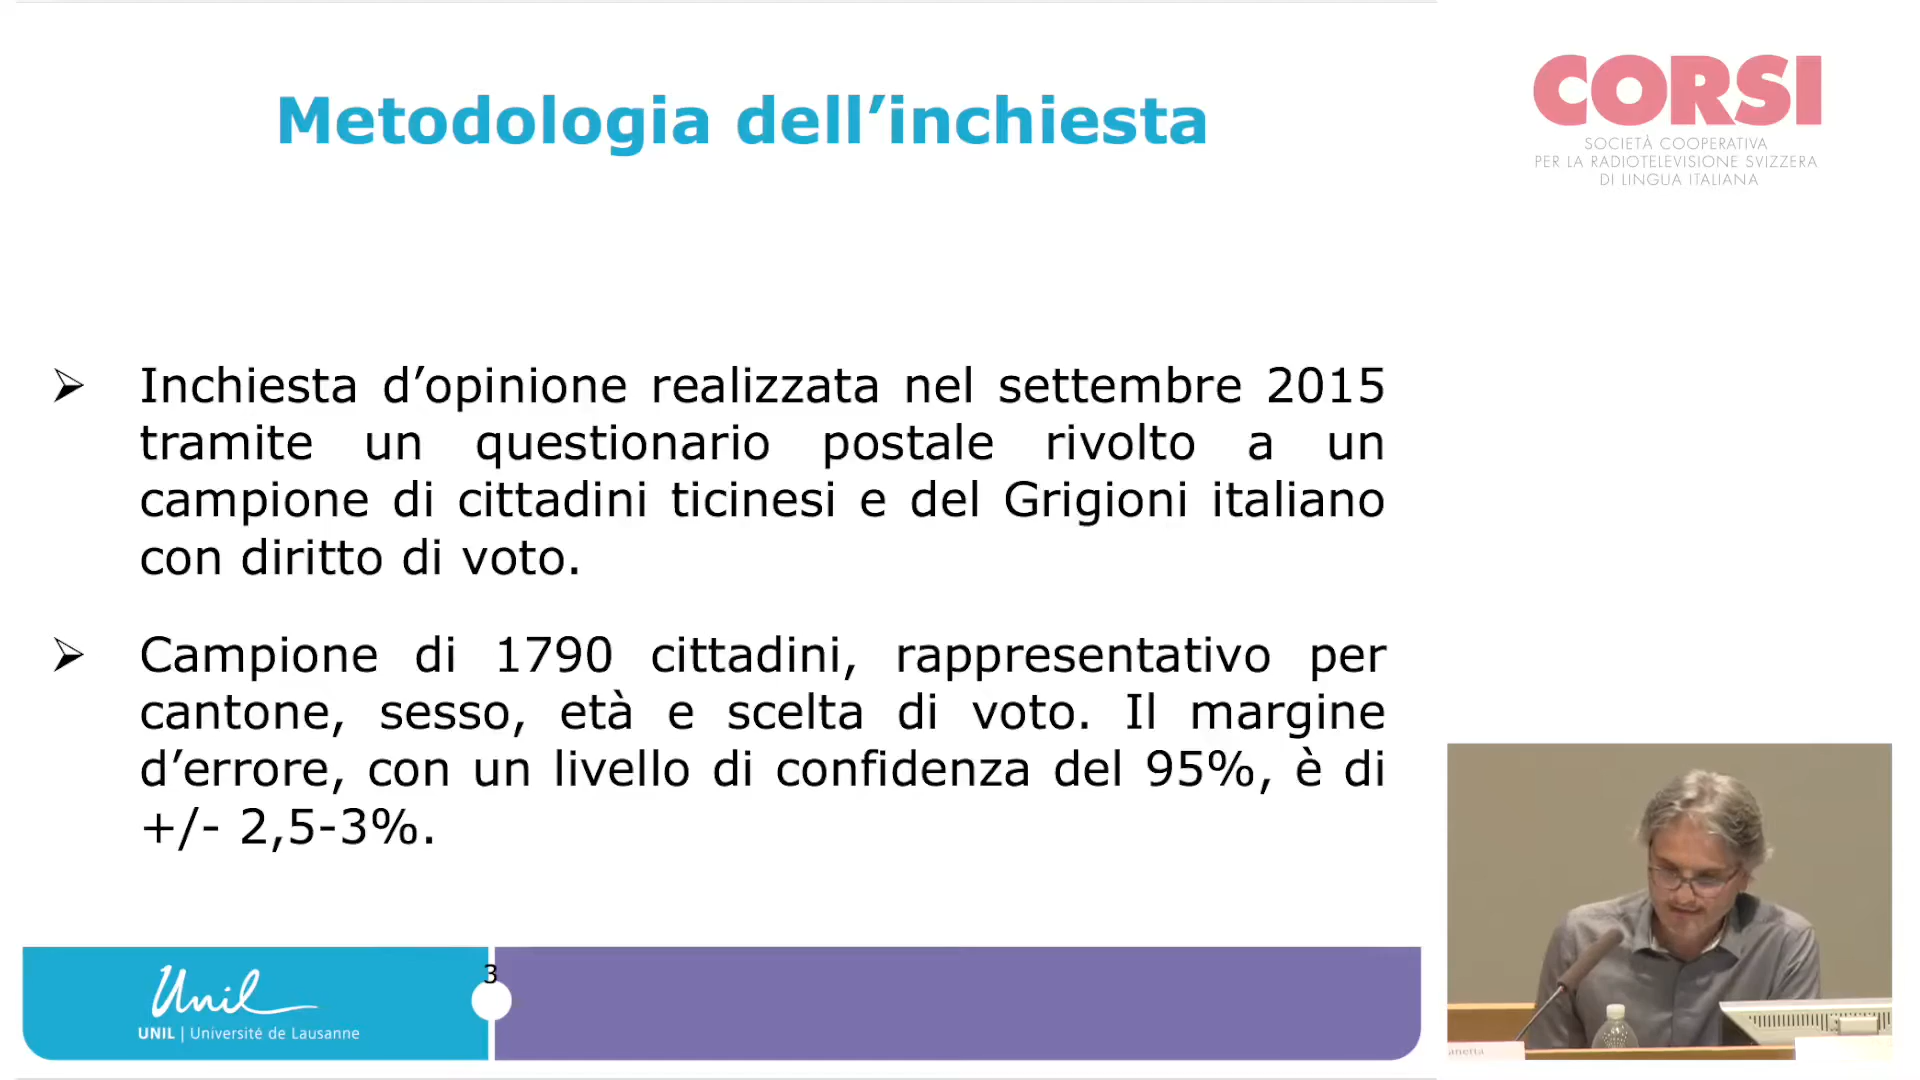 Metodologia dell’inchiesta
CORSI
SOCIETÀ COOPERATIVA
PER LA RADIOTELEVISIONE SVIZZERA
DI LINGUA ITALIANA
Inchiesta d’opinione realizzata nel settembre 2015
tramite un questionario postale rivolto a un
campione di cittadini ticinesi e del Grigioni italiano
con diritto di voto.
Campione di 1790 cittadini, rappresentativo per
cantone, sesso, età e scelta di voto. Il margine
d’errore, con un livello di confidenza del 95%, è di
+/- 2,5-3%.
3
Unil
UNIL | Université de Lausanne